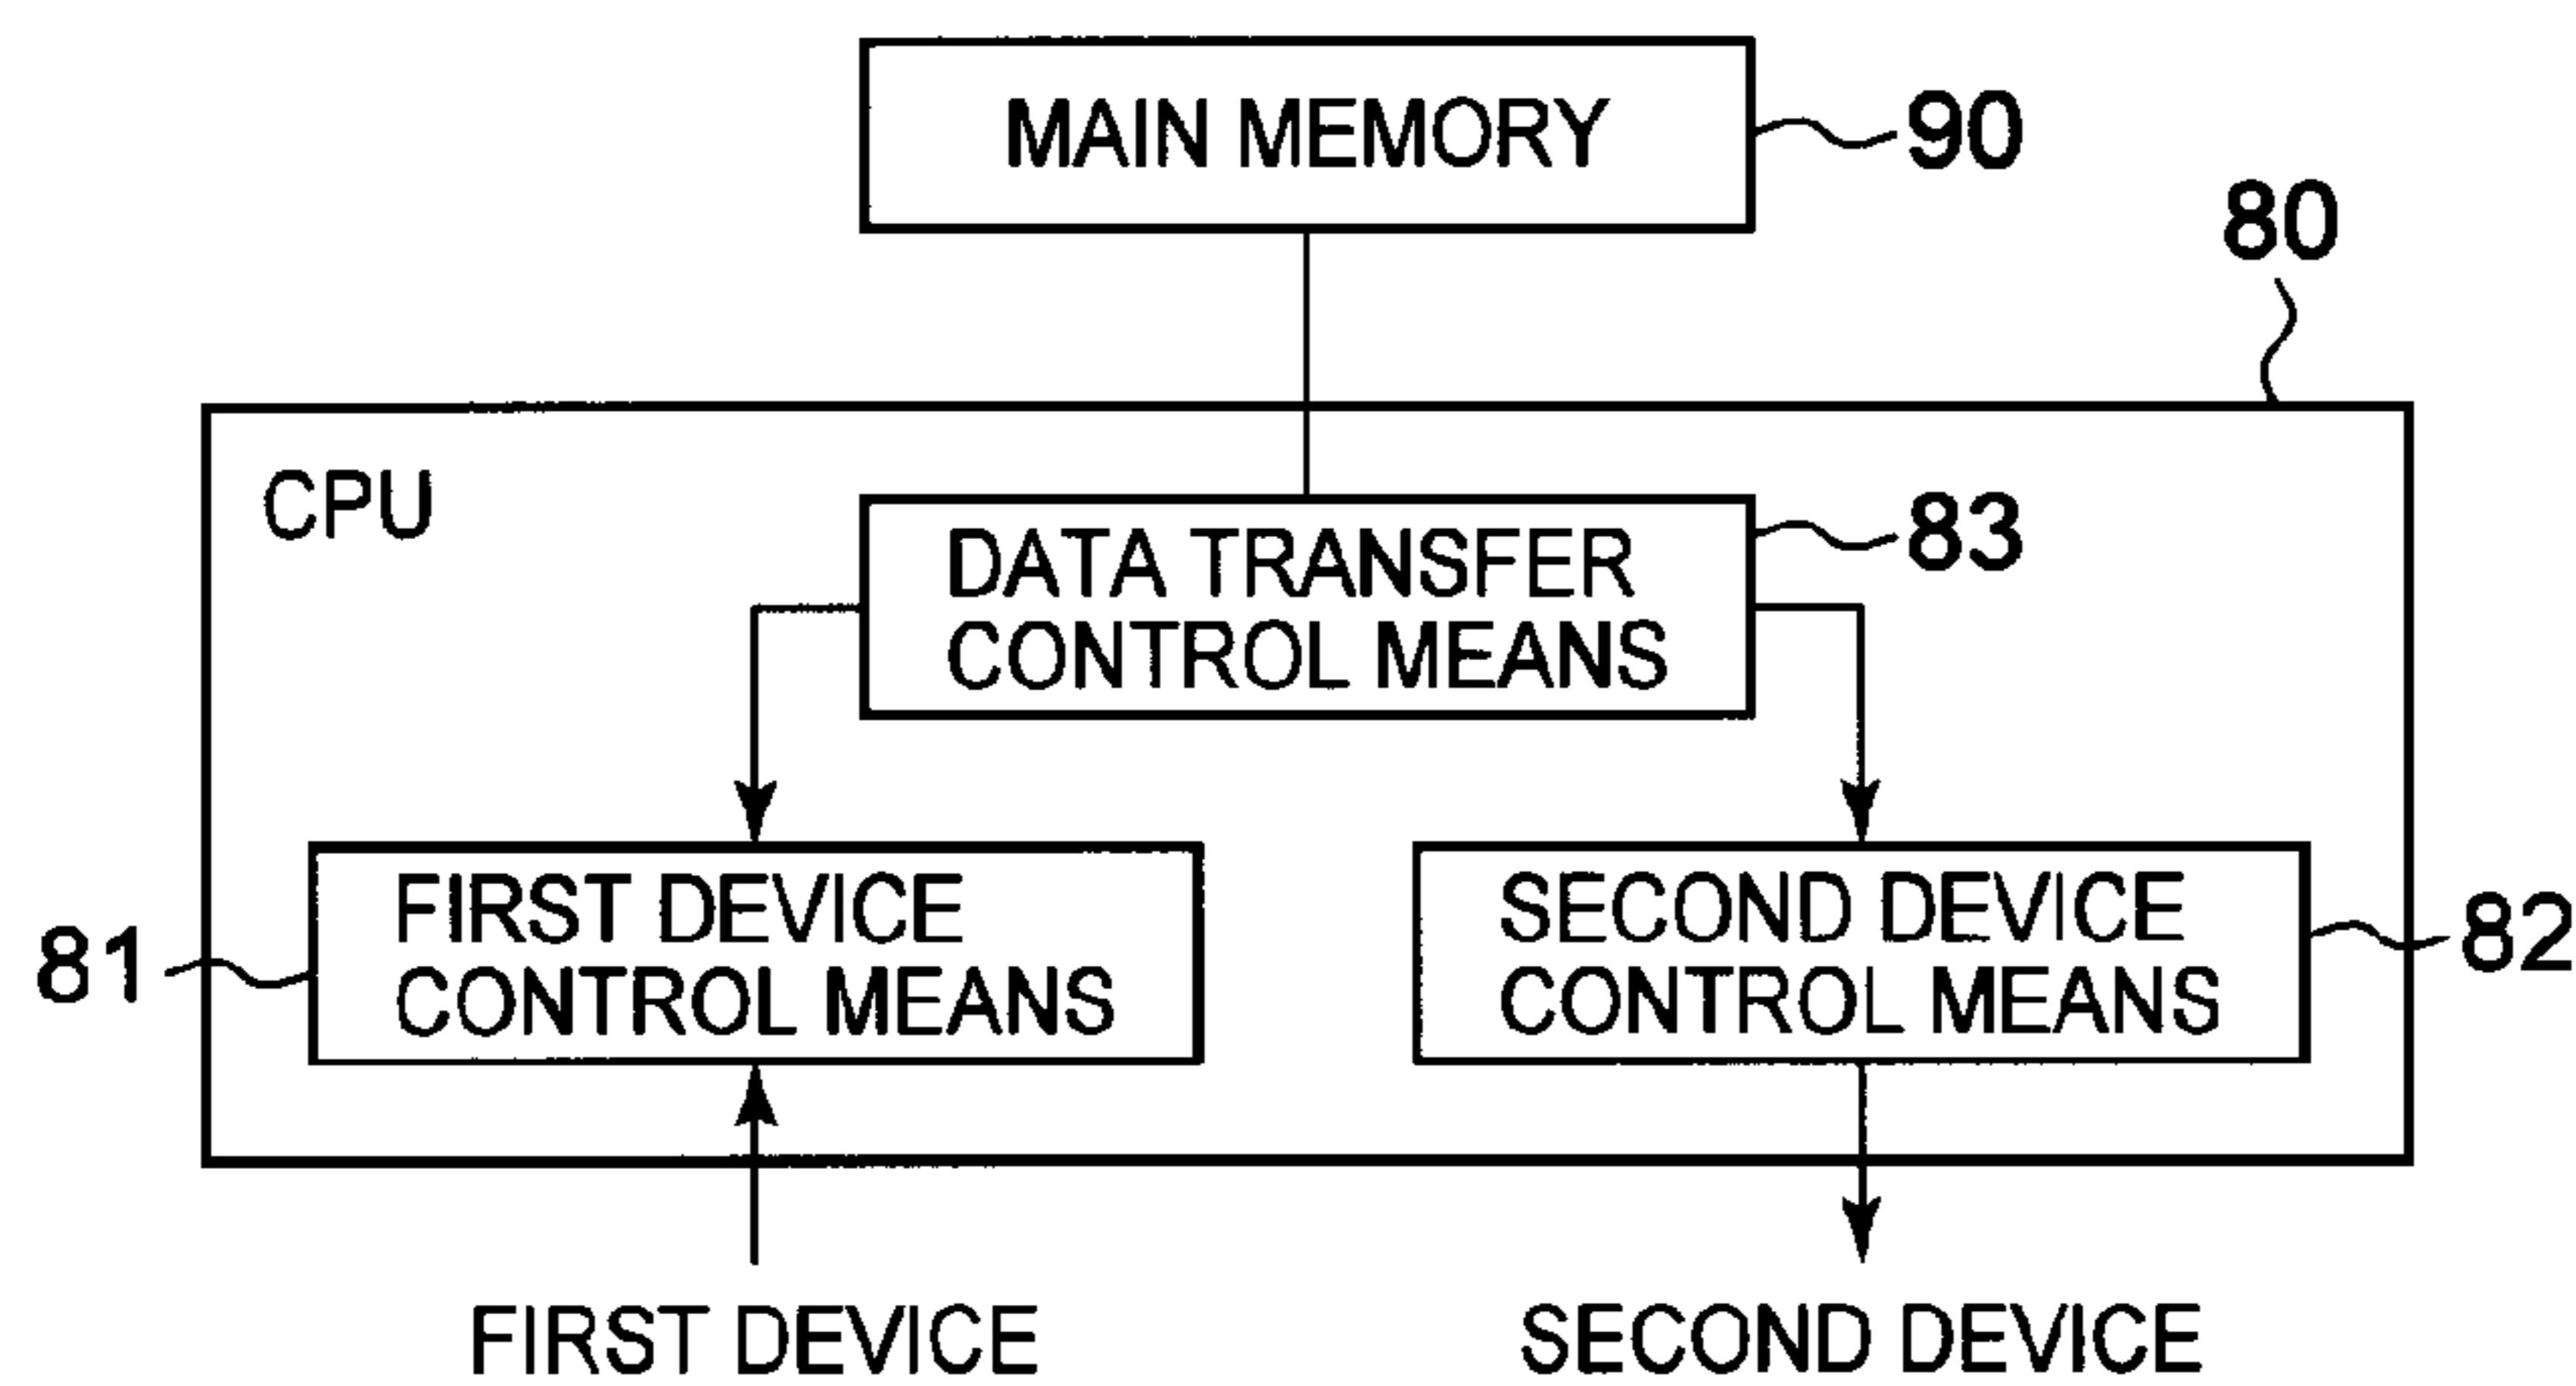 MAIN MEMORY
90
80
CPU
DATA TRANSFER
CONTROL MEANS
83
FIRST DEVICE
CONTROL MEANS
81
SECOND DEVICE
CONTROL MEANS
82
FIRST DEVICE
SECOND DEVICE